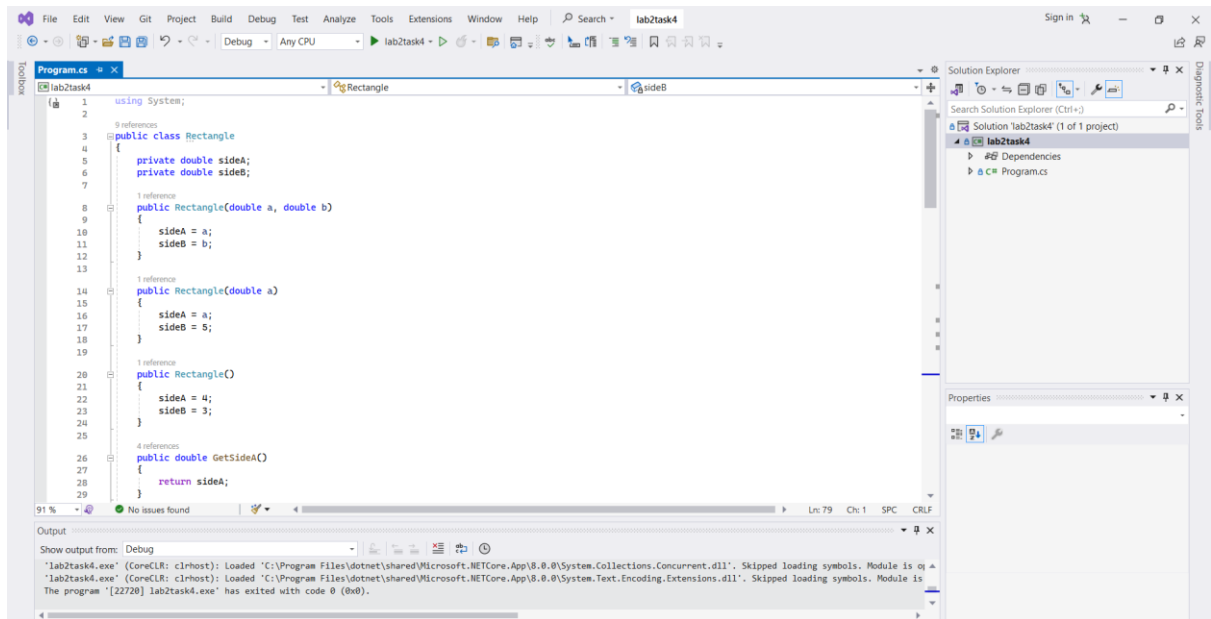 File Edit View Git Project Build Debug Test Analyze Tools Extensions Window Help Search lab2task4 Sign in
Debug Any CPU lab2task4
Toolbox
Program.cs
lab2task4 Rectangle sideB
1 using System;
2
9 references
3 public class Rectangle
4 {
5 private double sideA;
6 private double sideB;
7
1 reference
8 public Rectangle(double a, double b)
9 {
10 sideA = a;
11 sideB = b;
12 }
13
1 reference
14 public Rectangle(double a)
15 {
16 sideA = a;
17 sideB = 5;
18 }
19
1 reference
20 public Rectangle()
21 {
22 sideA = 4;
23 sideB = 3;
24 }
25
4 references
26 public double GetSideA()
27 {
28 return sideA;
29 }
91 % No issues found Ln: 79 Ch: 1 SPC CRLF
Output
Show output from: Debug
'lab2task4.exe' (CoreCLR: clrhost): Loaded 'C:\Program Files\dotnet\shared\Microsoft.NETCore.App\8.0.0\System.Collections.Concurrent.dll'. Skipped loading symbols. Module is
'lab2task4.exe' (CoreCLR: clrhost): Loaded 'C:\Program Files\dotnet\shared\Microsoft.NETCore.App\8.0.0\System.Text.Encoding.Extensions.dll'. Skipped loading symbols. Module is
The program '[22720] lab2task4.exe' has exited with code 0 (0x0).
Solution Explorer
Search Solution Explorer (Ctrl+;)
Solution 'lab2task4' (1 of 1 project)
lab2task4
Dependencies
C# Program.cs
Properties
Diagnostic Tools